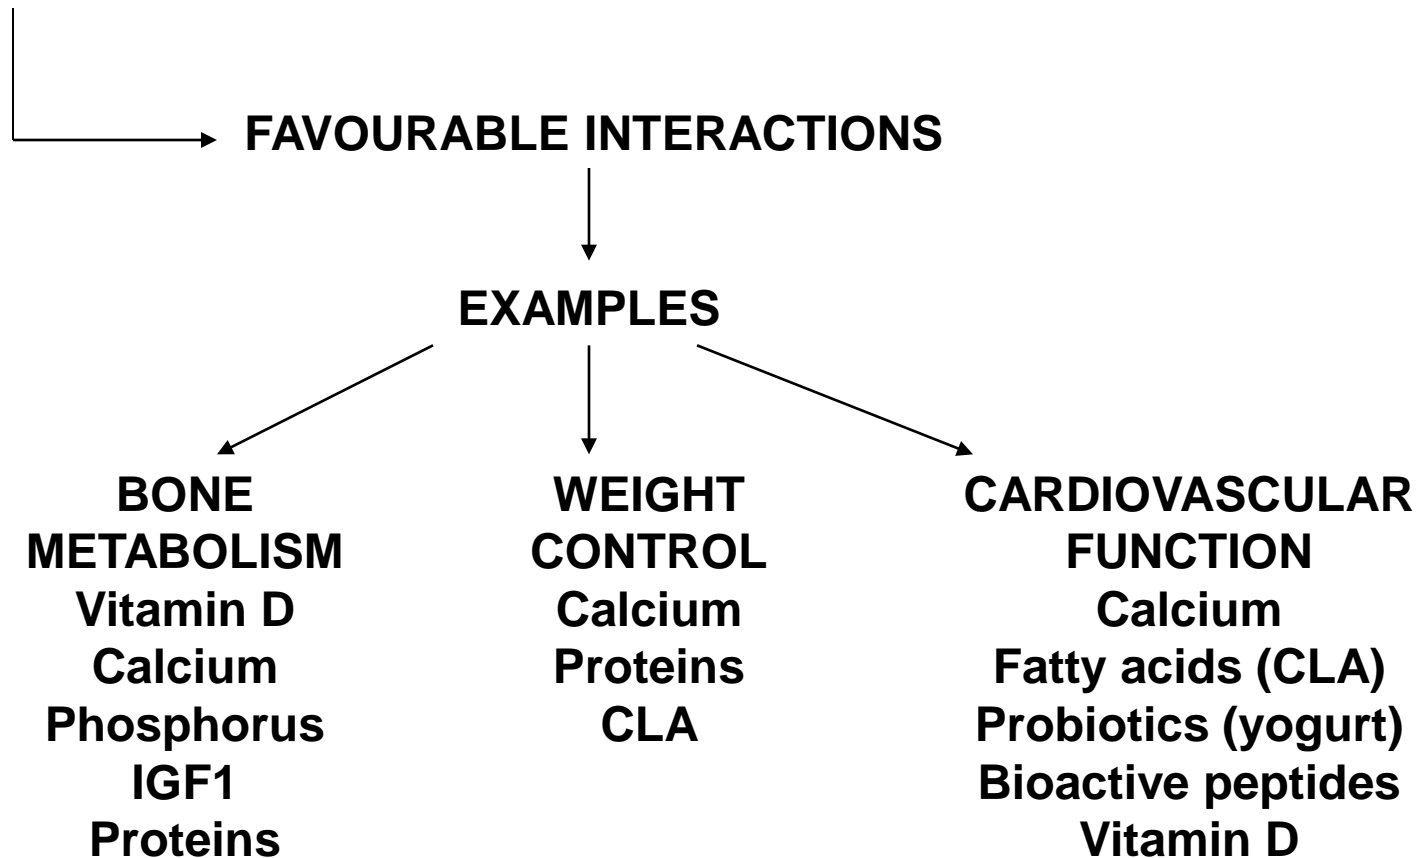 FAVOURABLE INTERACTIONS
EXAMPLES
BONE
METABOLISM
Vitamin D
Calcium
Phosphorus
IGF1
Proteins
WEIGHT
CONTROL
Calcium
Proteins
CLA
CARDIOVASCULAR
FUNCTION
Calcium
Fatty acids (CLA)
Probiotics (yogurt)
Bioactive peptides
Vitamin D